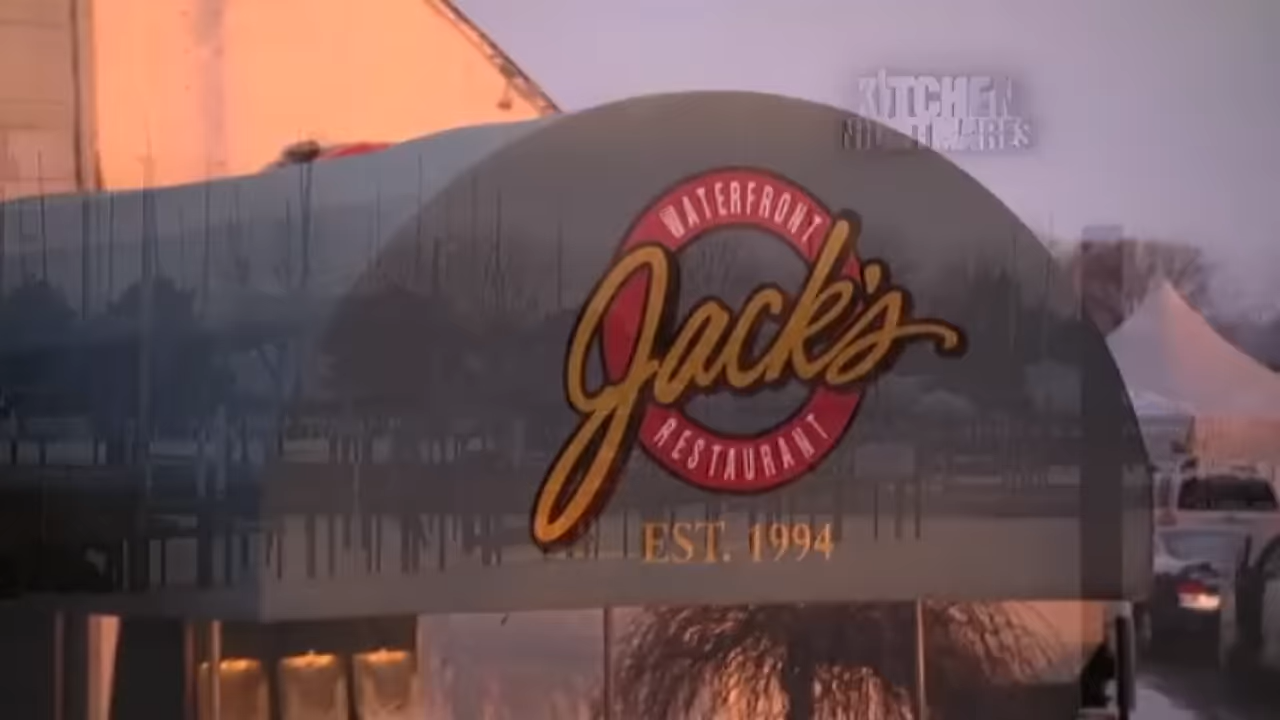 KITCHEN
NIGHTMARES
WATERFRONT
Jack's
RESTAURANT
EST. 1994